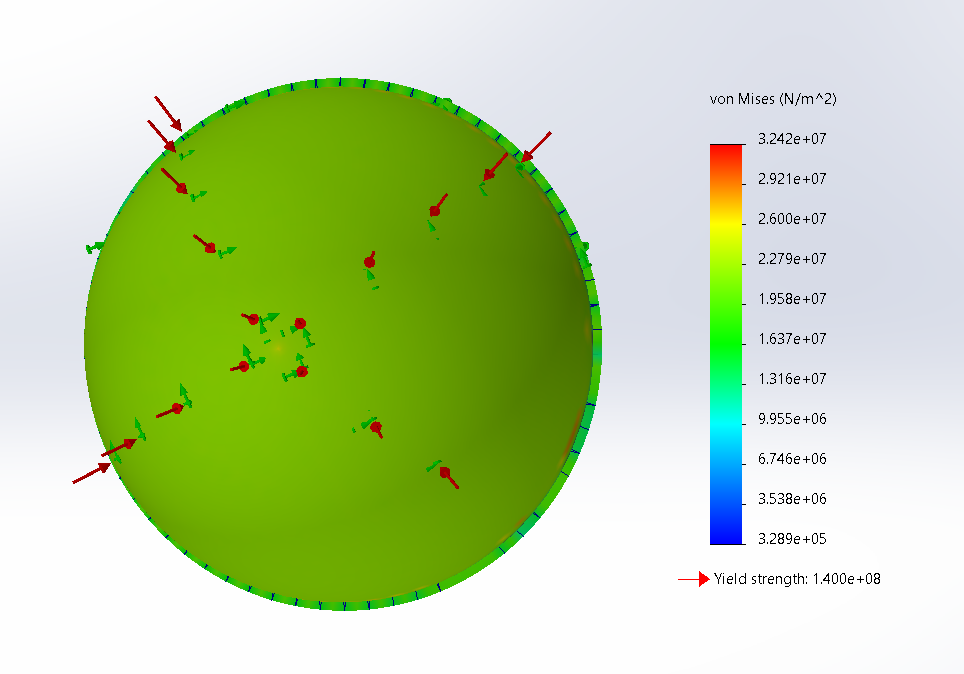 von Mises (N/m^2)
3.242e+07
2.921e+07
2.600e+07
2.279e+07
1.958e+07
1.637e+07
1.316e+07
9.955e+06
6.746e+06
3.538e+06
3.289e+05
Yield strength: 1.400e+08